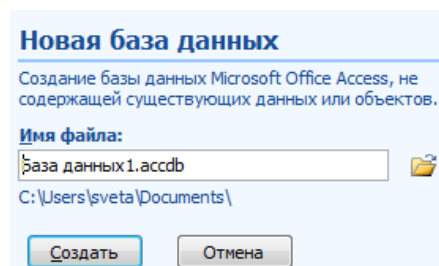 Новая база данных
Создание базы данных Microsoft Office Access, не
содержащей существующих данных или объектов.
Имя файла:
База данных1.accdb
C:\Users\sveta\Documents\
Создать
Отмена